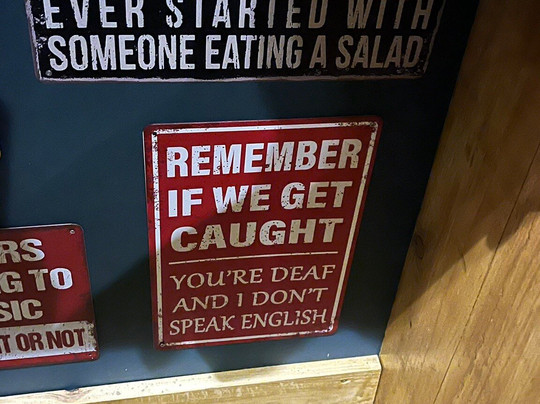 EVER STARTED WITH
SOMEONE EATING A SALAD
REMEMBER
IF WE GET
CAUGHT
YOU'RE DEAF
AND I DON'T
SPEAK ENGLISH
RS
G TO
SIC
T OR NOT